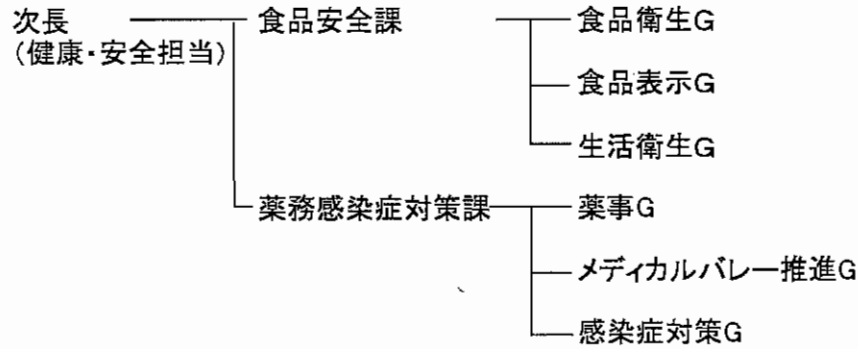 次長
(健康・安全担当)
食品安全課
食品衛生G
食品表示G
生活衛生G
薬務感染症対策課
薬事G
メディカルバレー推進G
感染症対策G